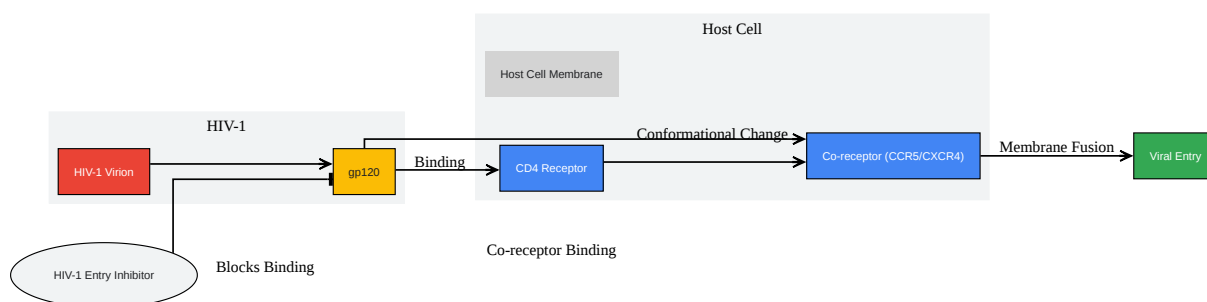 Host Cell
Host Cell Membrane
HIV-1
Conformational Change
HIV-1 Virion
gp120
Binding
CD4 Receptor
Co-receptor (CCR5/CXCR4)
Membrane Fusion
Viral Entry
Co-receptor Binding
Blocks Binding
HIV-1 Entry Inhibitor